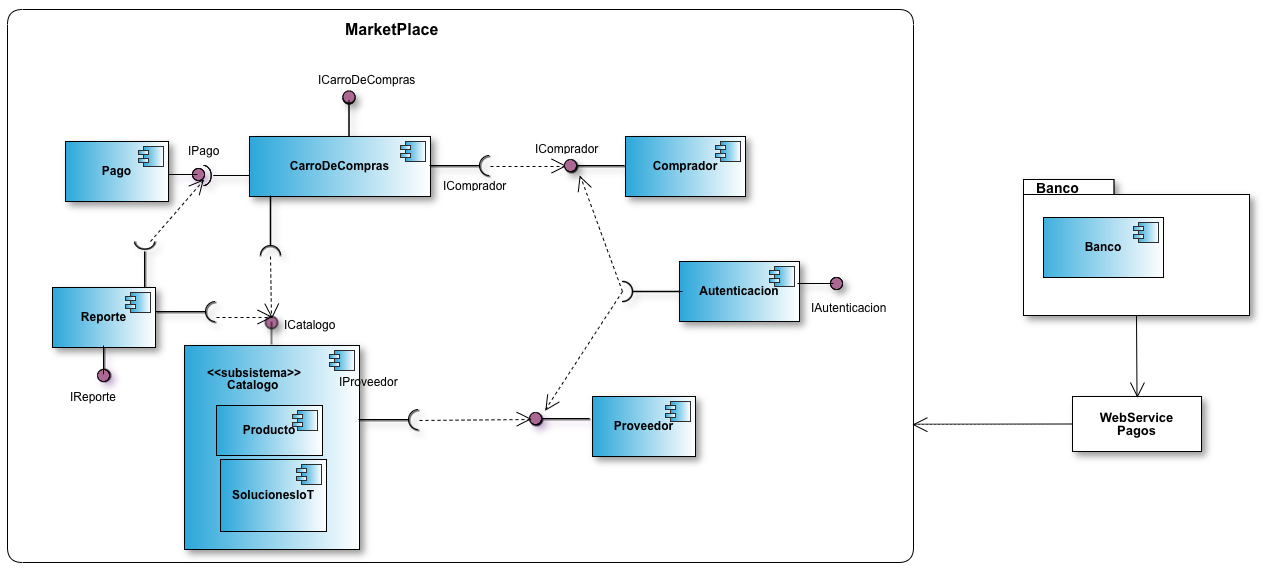 MarketPlace
ICarroDeCompras
IPago
Pago
CarroDeCompras
IComprador
IComprador
Comprador
Banco
Banco
Reporte
ICatalogo
Autenticacion
IAutenticacion
IReporte
<<subsistema>>
Catalogo
IProveedor
Producto
SolucionesIoT
Proveedor
WebService
Pagos